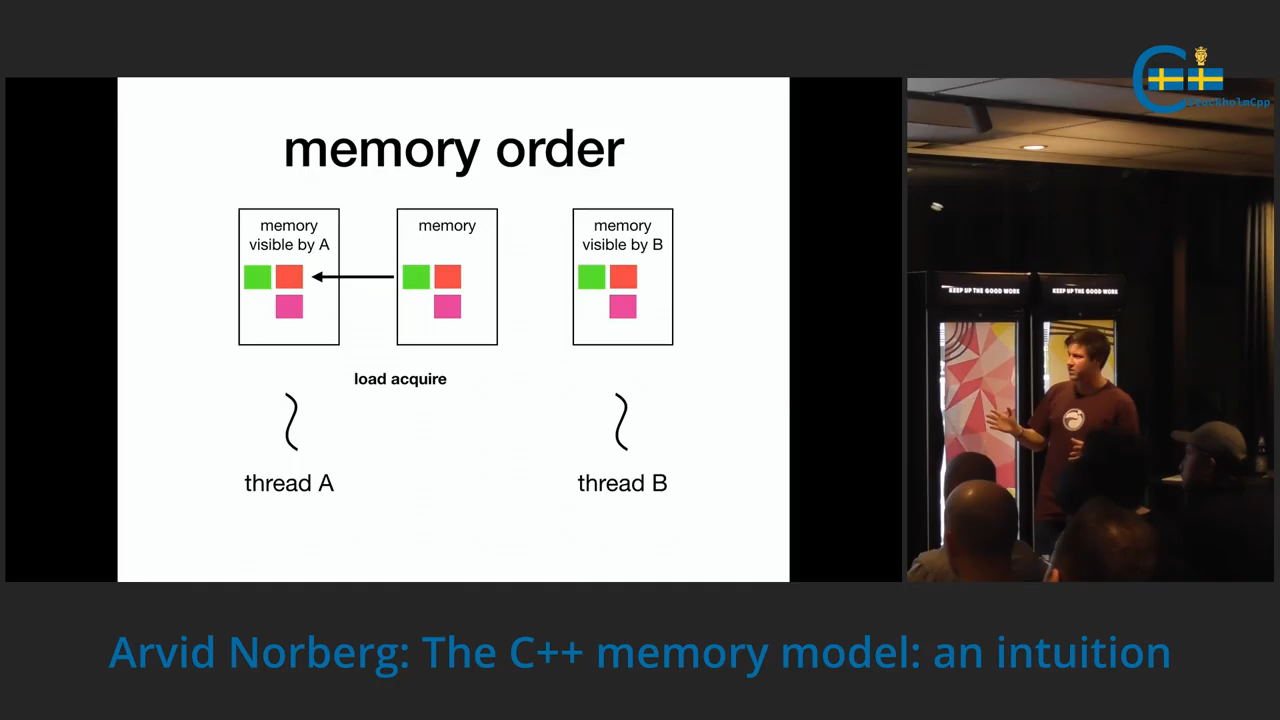 StockholmCpp
memory order
memory
visible by A
memory
memory
visible by B
load acquire
thread A
thread B
KEEP UP THE GOOD WORK
KEEP UP THE GOOD WORK
Arvid Norberg: The C++ memory model: an intuition